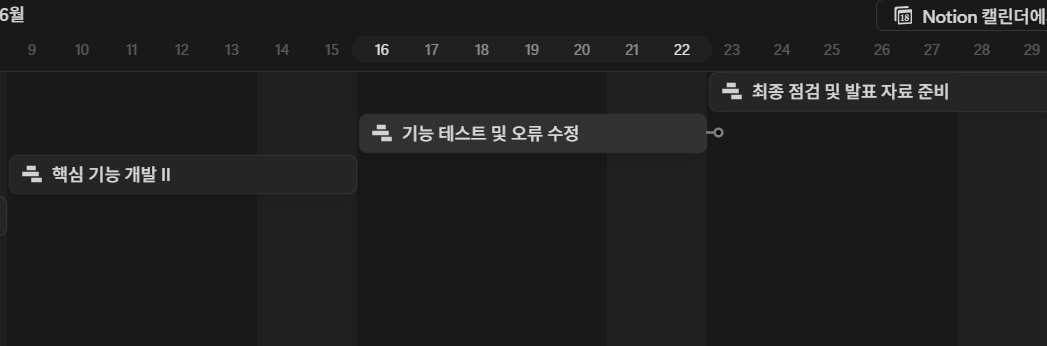 6월
18 Notion 캘린더에
9 10 11 12 13 14 15 16 17 18 19 20 21 22 23 24 25 26 27 28 29
최종 점검 및 발표 자료 준비
기능 테스트 및 오류 수정
핵심 기능 개발 II